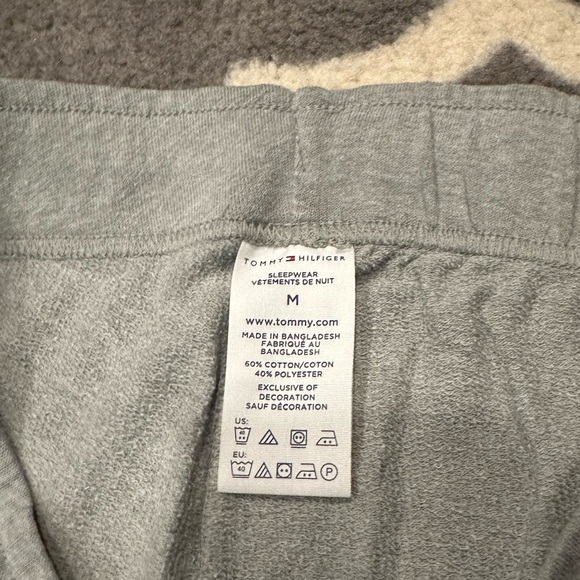 TOMMY HILFIGER
SLEEPWEAR
VÊTEMENTS DE NUIT
M
www.tommy.com
MADE IN BANGLADESH
FABRIQUÉ AU
BANGLADESH
60% COTTON/COTON
40% POLYESTER
EXCLUSIVE OF
DECORATION
SAUF DÉCORATION
US:
40
EU:
40 P